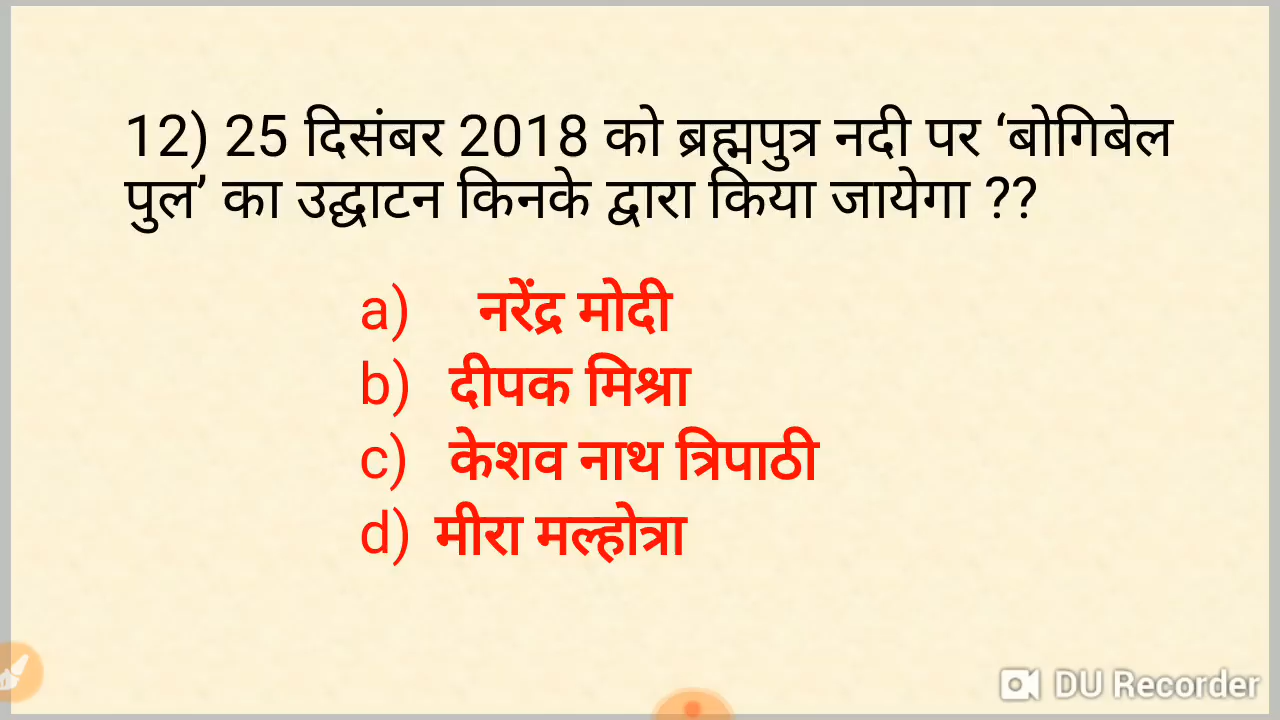 12) 25 दिसंबर 2018 को ब्रह्मपुत्र नदी पर ‘बोगिबेल
पुल’ का उद्घाटन किनके द्वारा किया जायेगा ??
a) नरेंद्र मोदी
b) दीपक मिश्रा
c) केशव नाथ त्रिपाठी
d) मीरा मल्होत्रा
DU Recorder